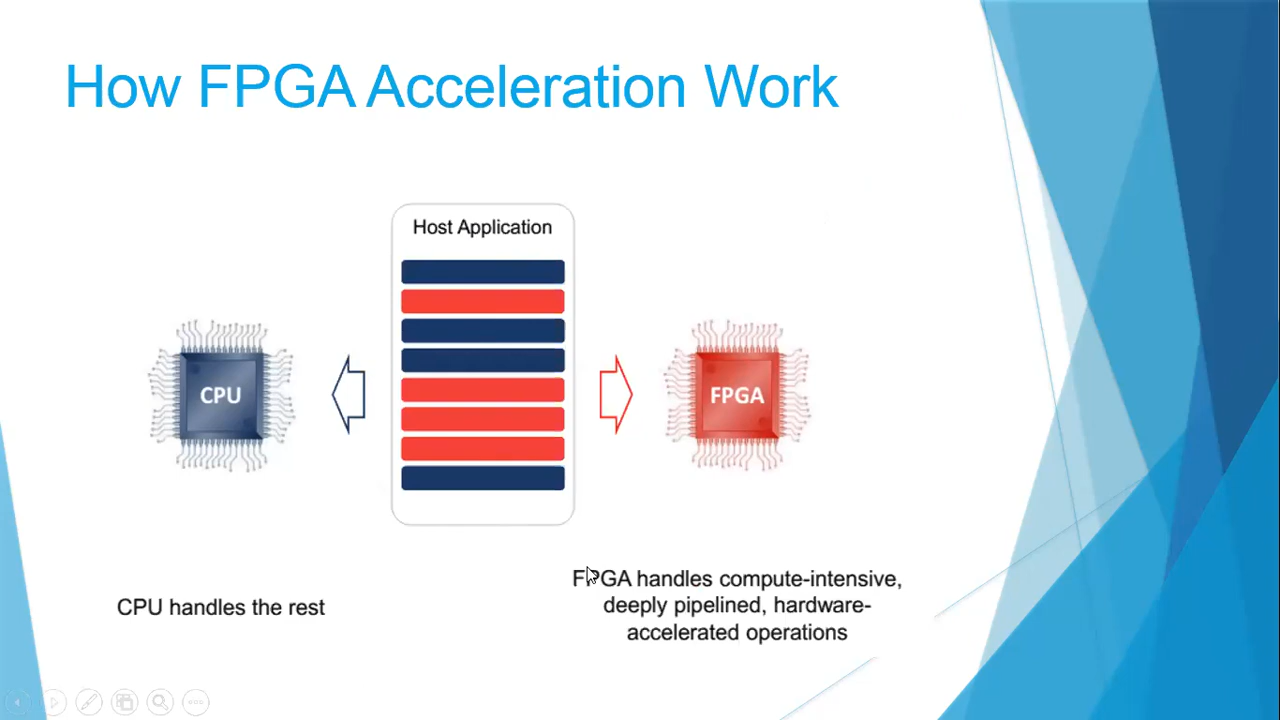 How FPGA Acceleration Work
Host Application
CPU
FPGA
CPU handles the rest
FPGA handles compute-intensive,
deeply pipelined, hardware-
accelerated operations